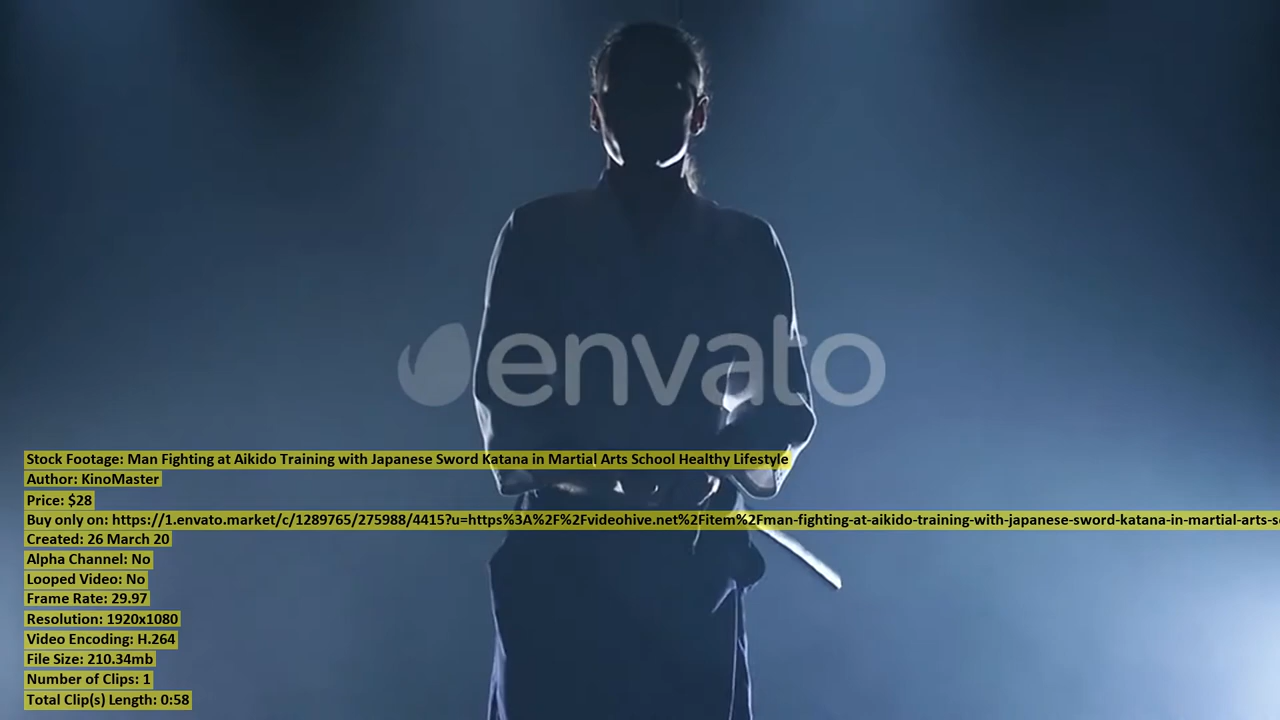 envato
Stock Footage: Man Fighting at Aikido Training with Japanese Sword Katana in Martial Arts School Healthy Lifestyle
Author: KinoMaster
Price: $28
Buy only on: https://1.envato.market/c/1289765/275988/4415?u=https%3A%2F%2Fvideohive.net%2Fitem%2Fman-fighting-at-aikido-training-with-japanese-sword-katana-in-martial-arts-s
Created: 26 March 20
Alpha Channel: No
Looped Video: No
Frame Rate: 29.97
Resolution: 1920x1080
Video Encoding: H.264
File Size: 210.34mb
Number of Clips: 1
Total Clip(s) Length: 0:58